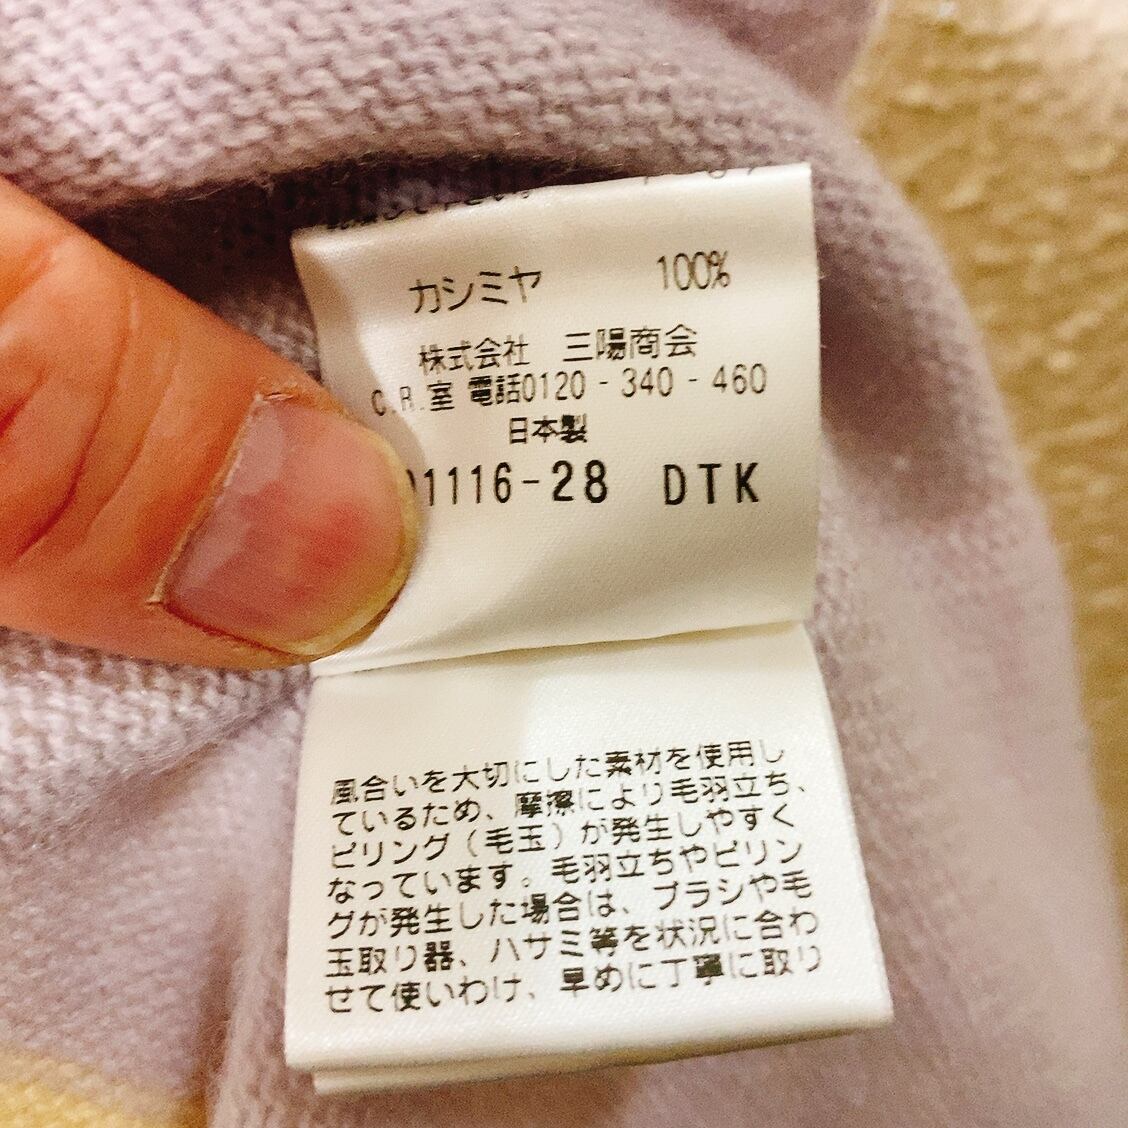 カシミヤ 100%
株式会社 三陽商会
C.R.室 電話0120-340-460
日本製
1116-28 DTK
風合いを大切にした素材を使用し
ているため、摩擦により毛羽立ち、
ピリング（毛玉）が発生しやすく
なっています。毛羽立ちやピリン
グが発生した場合は、ブラシや毛
玉取り器、ハサミ等を状況に合わ
せて使いわけ、早めに丁寧に取り